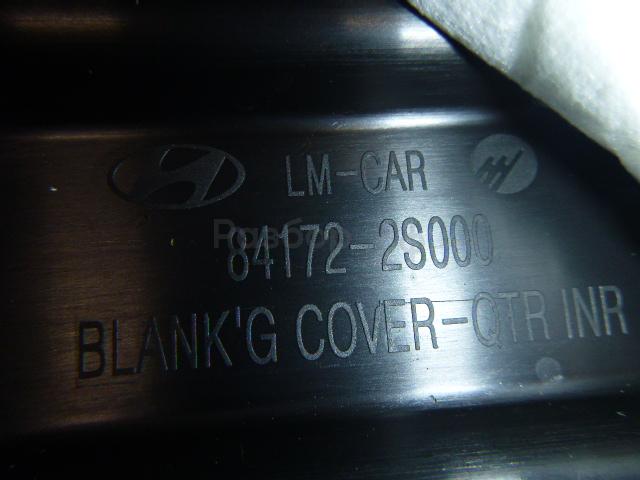 LM-CAR
84172-2S000
BLANK'G COVER-QTR INR